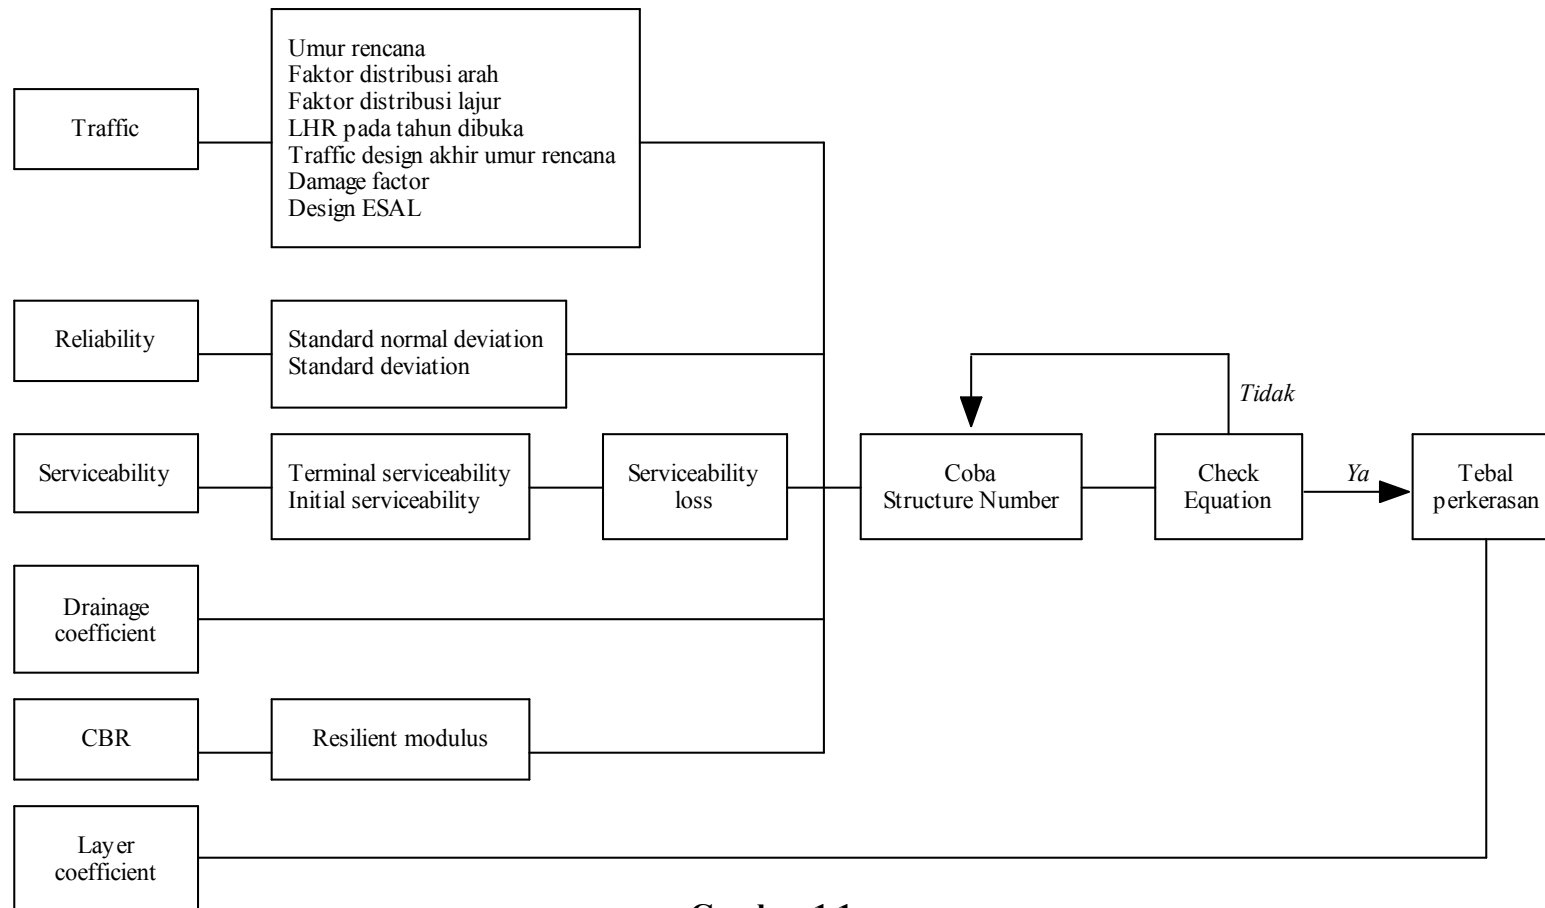 Traffic
Umur rencana
Faktor distribusi arah
Faktor distribusi lajur
LHR pada tahun dibuka
Traffic design akhir umur rencana
Damage factor
Design ESAL
Reliability
Standard normal deviation
Standard deviation
Serviceability
Terminal serviceability
Initial serviceability
Serviceability
loss
Coba
Structure Number
Tidak
Check
Equation
Ya
Tebal
perkerasan
Drainage
coefficient
CBR
Resilient modulus
Layer
coefficient